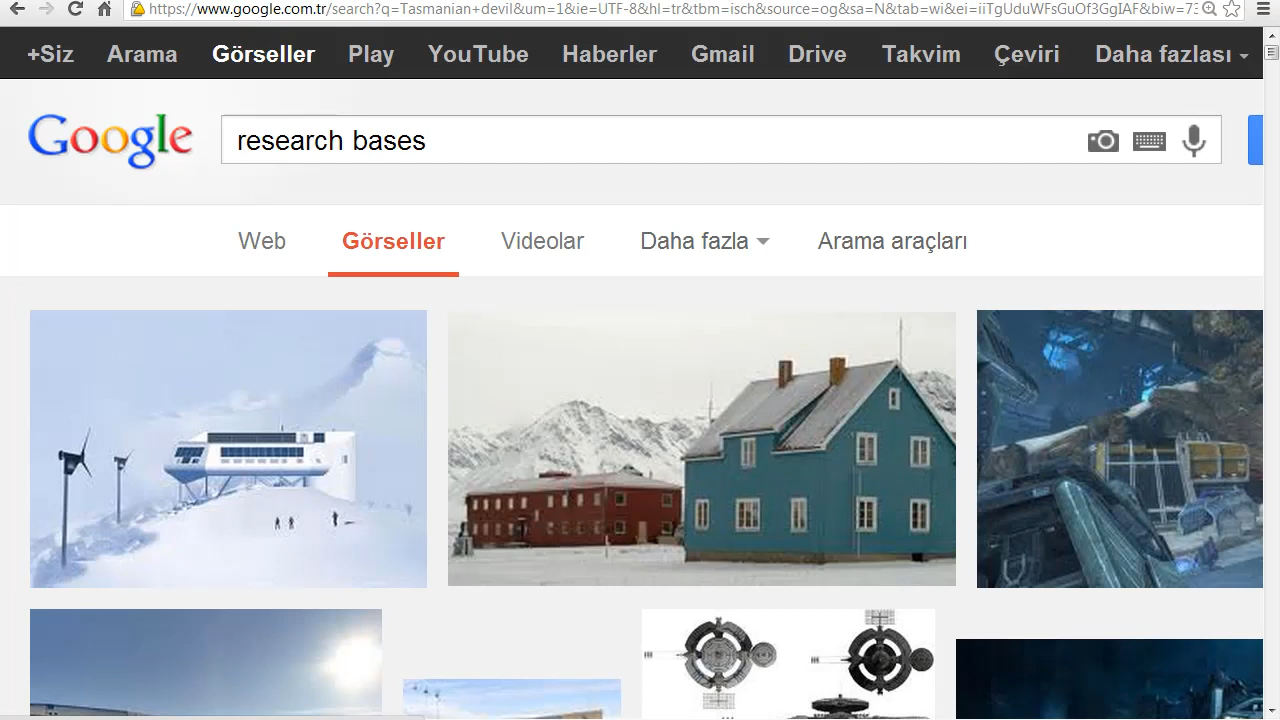 https://www.google.com.tr/search?q=Tasmanian+devil&um=1&ie=UTF-8&hl=tr&tbm=isch&source=og&sa=N&tab=wi&ei=iiTgUduWFsGuOf3GgIAF&biw=73
+Siz Arama Görseller Play YouTube Haberler Gmail Drive Takvim Çeviri Daha fazlası
Google research bases
Web Görseller Videolar Daha fazla Arama araçları